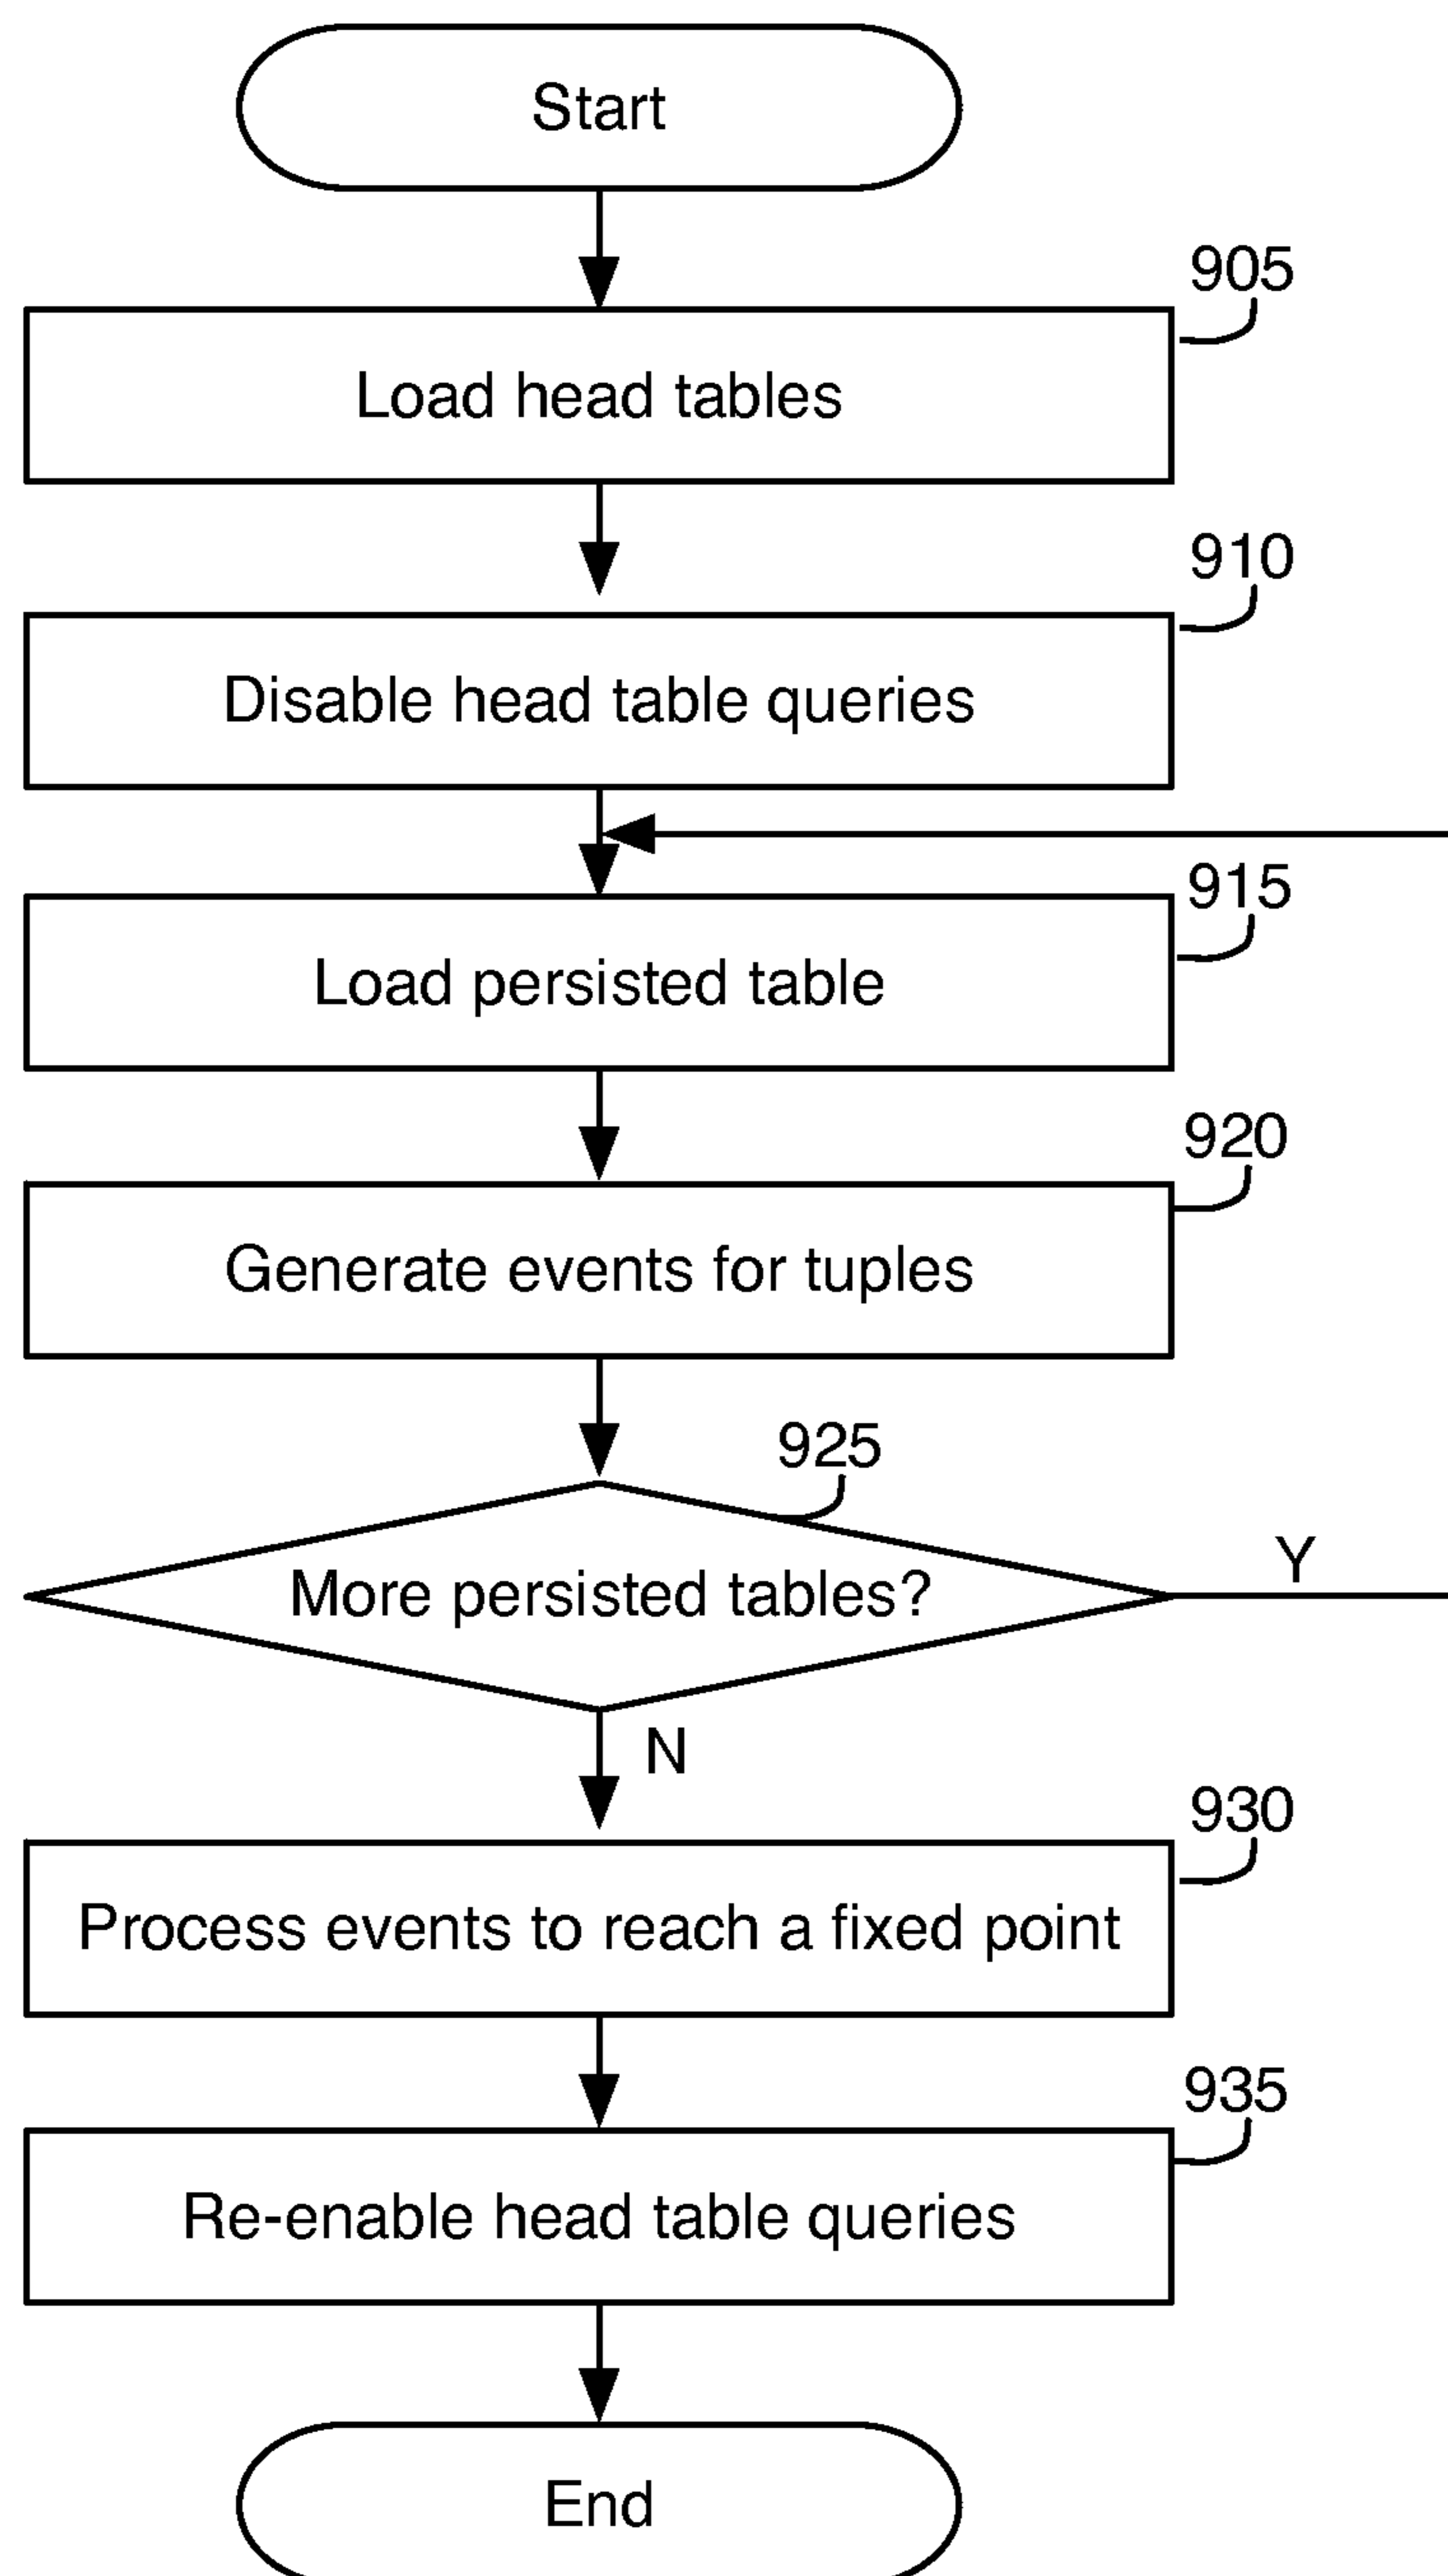 Start
905
Load head tables
910
Disable head table queries
915
Load persisted table
920
Generate events for tuples
925
More persisted tables?
Y
N
930
Process events to reach a fixed point
935
Re-enable head table queries
End